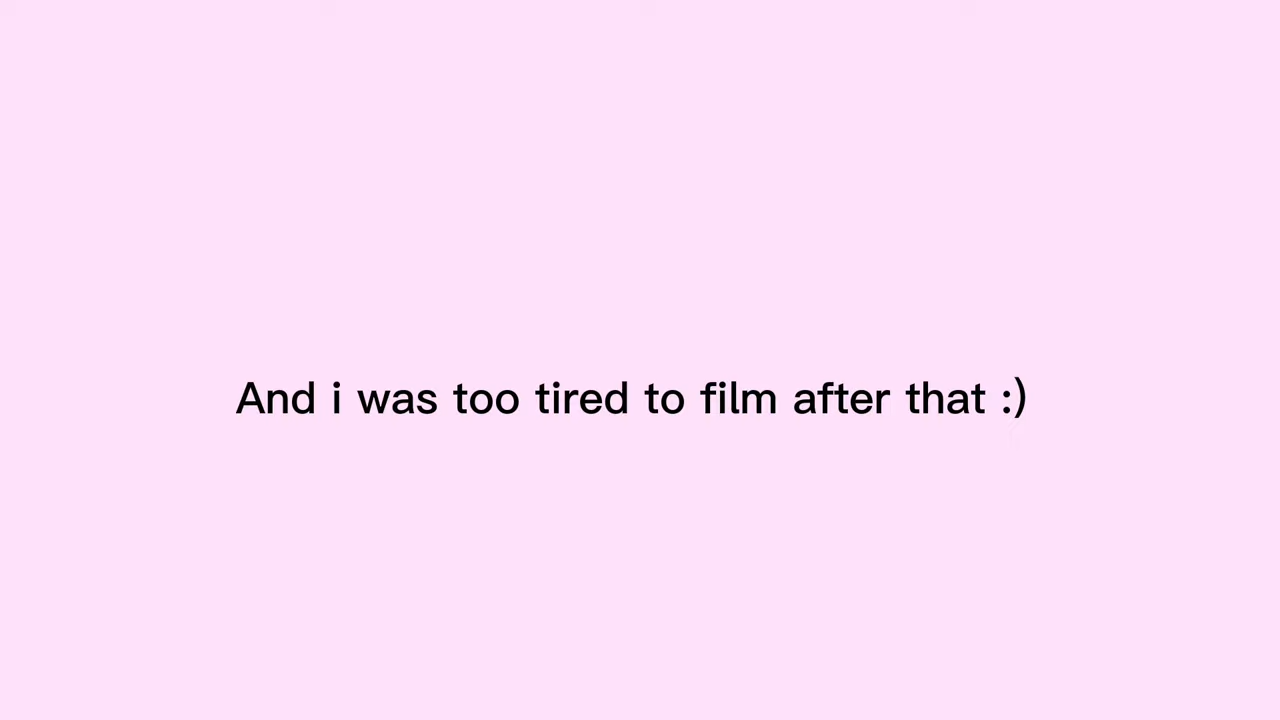 And i was too tired to film after that :)